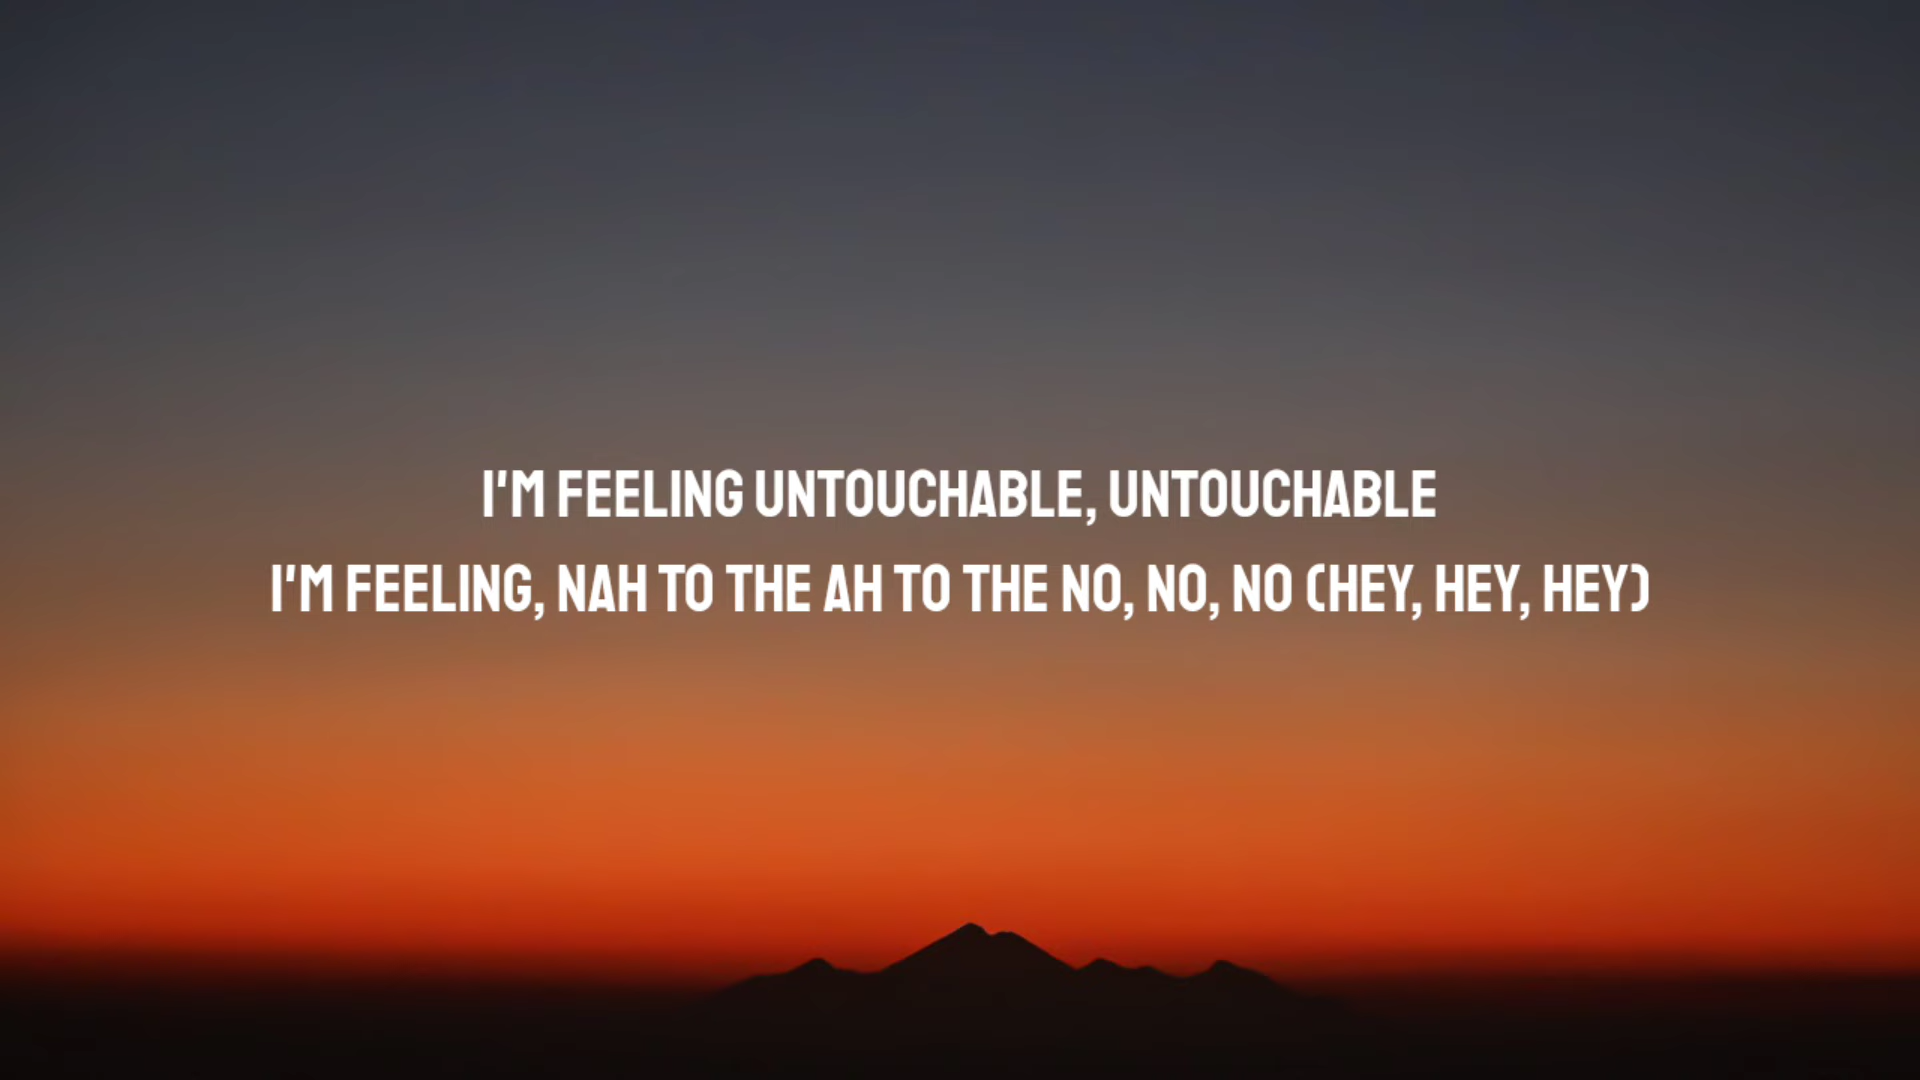 I'M FEELING UNTOUCHABLE, UNTOUCHABLE
I'M FEELING, NAH TO THE AH TO THE NO, NO, NO (HEY, HEY, HEY)